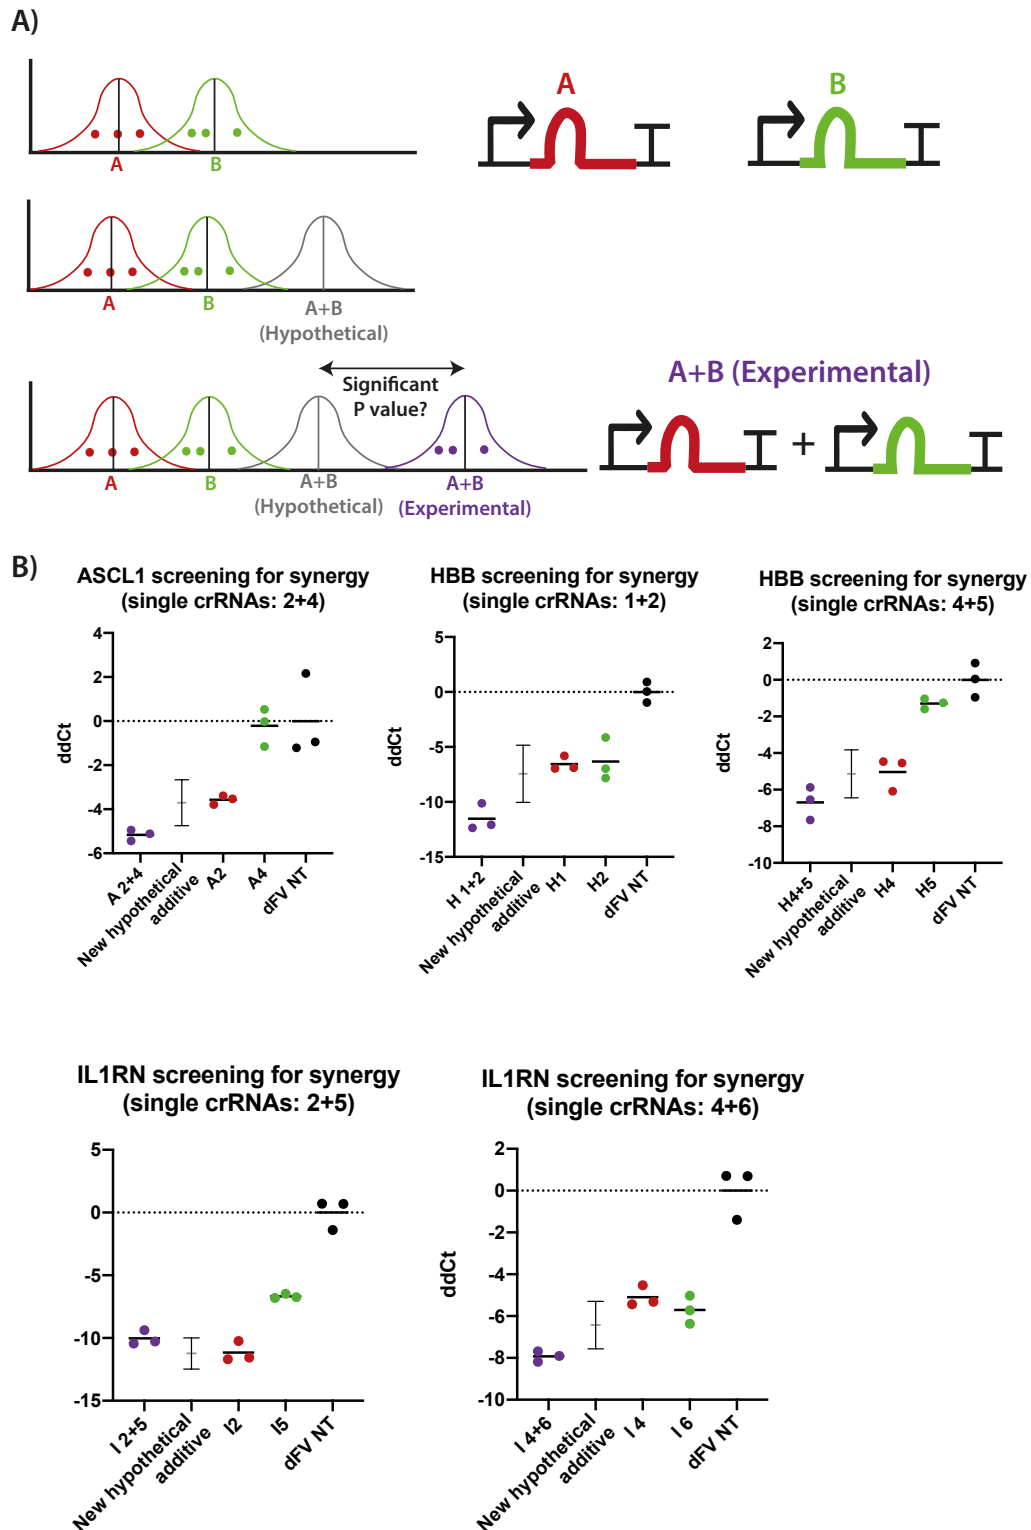 A)
A
B
A
B
A
B
A+B
(Hypothetical)
Significant
P value?
A+B (Experimental)
+
A
B
A+B
(Hypothetical)
A+B
(Experimental)
B)
ASCL1 screening for synergy
(single crRNAs: 2+4)
4
2
0
-2
-4
-6
ddCt
A 2+4
New hypothetical
additive
A2
A4
dFV NT
HBB screening for synergy
(single crRNAs: 1+2)
5
0
-5
-10
-15
ddCt
H 1+2
New hypothetical
additive
H1
H2
dFV NT
HBB screening for synergy
(single crRNAs: 4+5)
2
0
-2
-4
-6
-8
-10
ddCt
H4+5
New hypothetical
additive
H4
H5
dFV NT
IL1RN screening for synergy
(single crRNAs: 2+5)
5
0
-5
-10
-15
ddCt
I 2+5
New hypothetical
additive
I2
I5
dFV NT
IL1RN screening for synergy
(single crRNAs: 4+6)
2
0
-2
-4
-6
-8
-10
ddCt
I 4+6
New hypothetical
additive
I 4
I 6
dFV NT